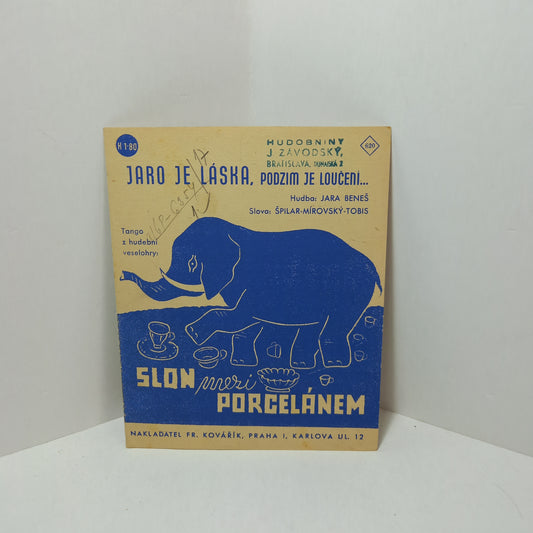 K 1·80
HUDOBNINY
J. ZÁVODSKÝ,
BRATISLAVA, DUNAJSKÁ 2
620
JARO JE LÁSKA, PODZIM JE LOUČENÍ...
Hudba: JARA BENEŠ
Slova: ŠPILAR-MÍROVSKÝ-TOBIS
Tango
z hudební
veselohry:
SLON mezi
PORCELÁNEM
NAKLADATEL FR. KOVÁŘÍK, PRAHA I, KARLOVA UL. 12